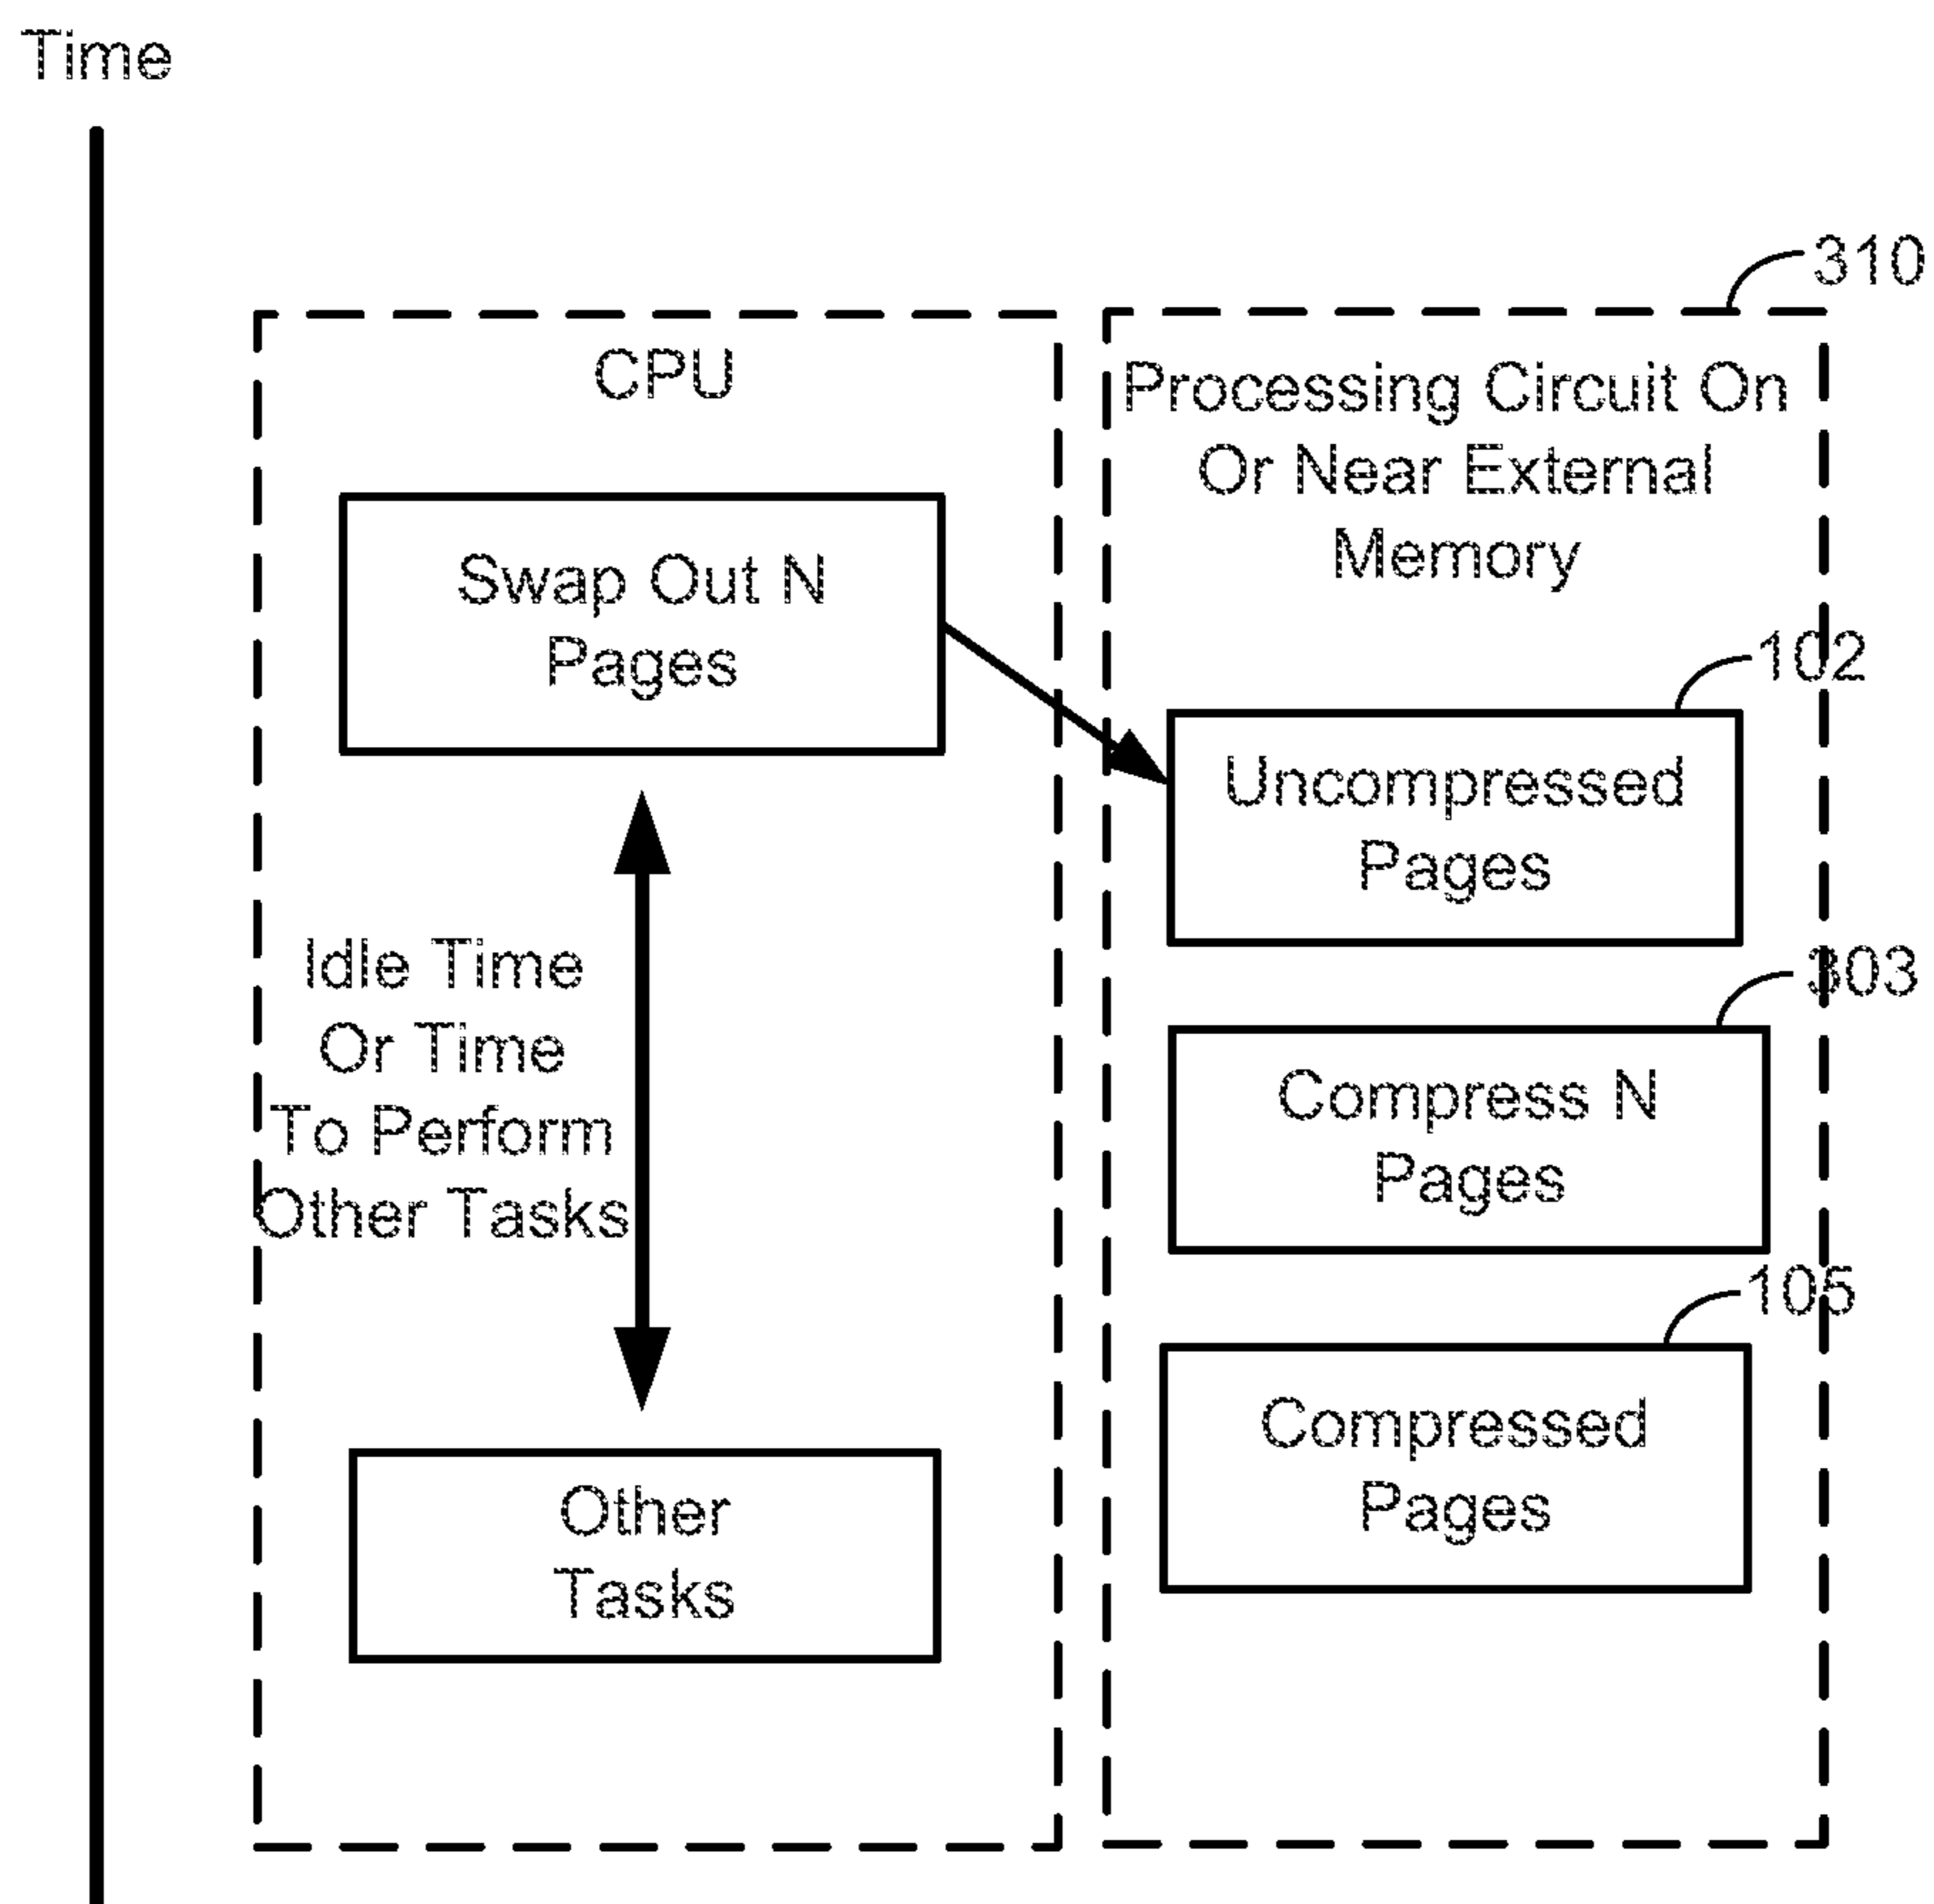 Time
310
CPU
Processing Circuit On
Or Near External
Memory
Swap Out N
Pages
102
Uncompressed
Pages
Idle Time
Or Time
To Perform
Other Tasks
303
Compress N
Pages
105
Compressed
Pages
Other
Tasks